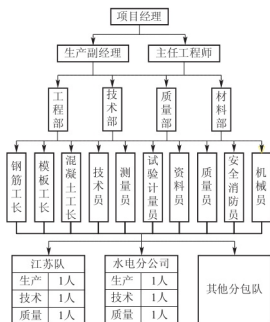 项目经理
生产副经理
主任工程师
工程部
技术部
质量部
材料部
钢筋工长
模板工长
混凝土工长
技术员
测量员
试验计量员
资料员
质量员
安全消防员
机械员
江苏队
生产 1人
技术 1人
质量 1人
水电分公司
生产 1人
技术 1人
质量 1人
其他分包队